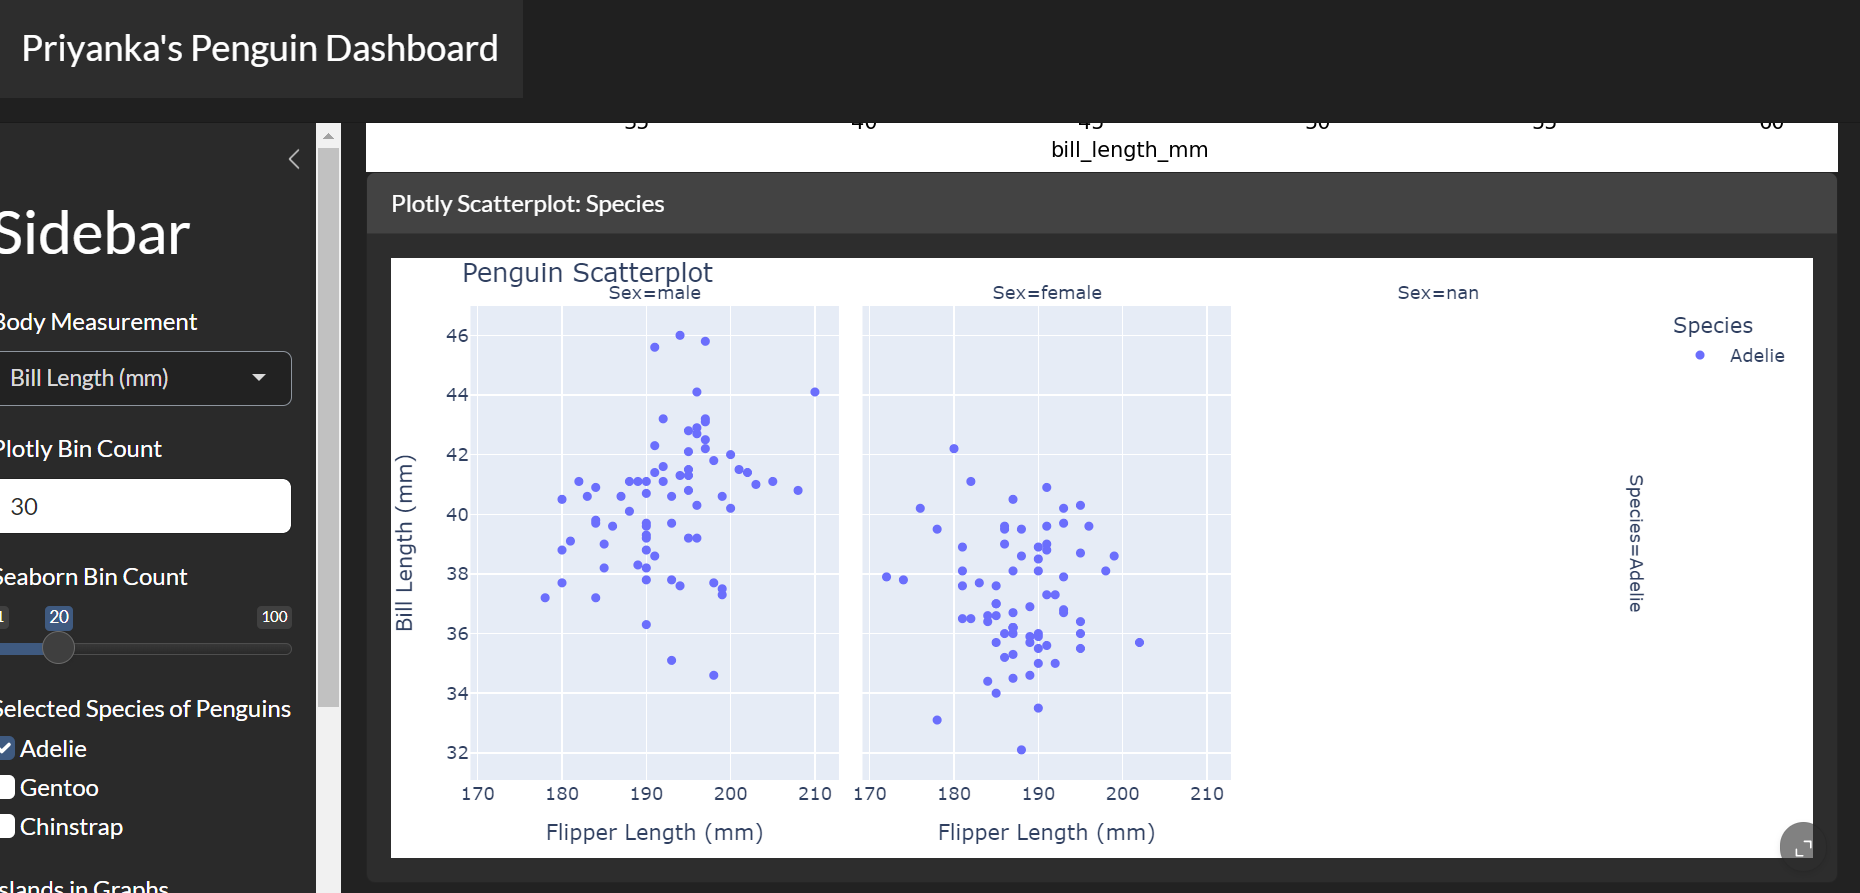 Priyanka's Penguin Dashboard
bill_length_mm
Sidebar
Body Measurement
Bill Length (mm)
Plotly Bin Count
30
Seaborn Bin Count
1 20 100
Selected Species of Penguins
Adelie
Gentoo
Chinstrap
Islands in Graphs
Plotly Scatterplot: Species
Penguin Scatterplot
Sex=male Sex=female Sex=nan
Species
Adelie
Bill Length (mm)
46
44
42
40
38
36
34
32
Species=Adelie
170 180 190 200 210 170 180 190 200 210
Flipper Length (mm) Flipper Length (mm)